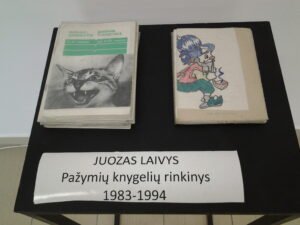 JUOZAS LAIVYS
Pažymių knygelių rinkinys
1983-1994